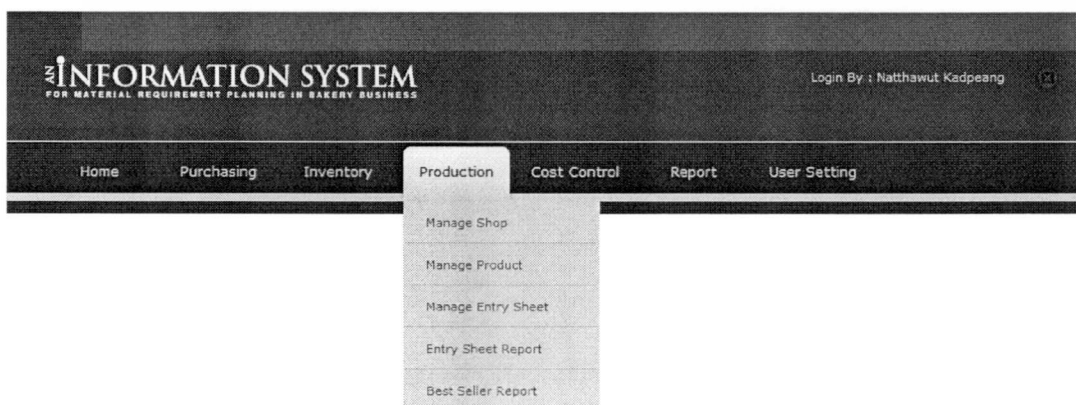 AN INFORMATION SYSTEM
FOR MATERIAL REQUIREMENT PLANNING IN BAKERY BUSINESS
Login By : Natthawut Kadpeang
Home Purchasing Inventory Production Cost Control Report User Setting
Manage Shop
Manage Product
Manage Entry Sheet
Entry Sheet Report
Best Seller Report